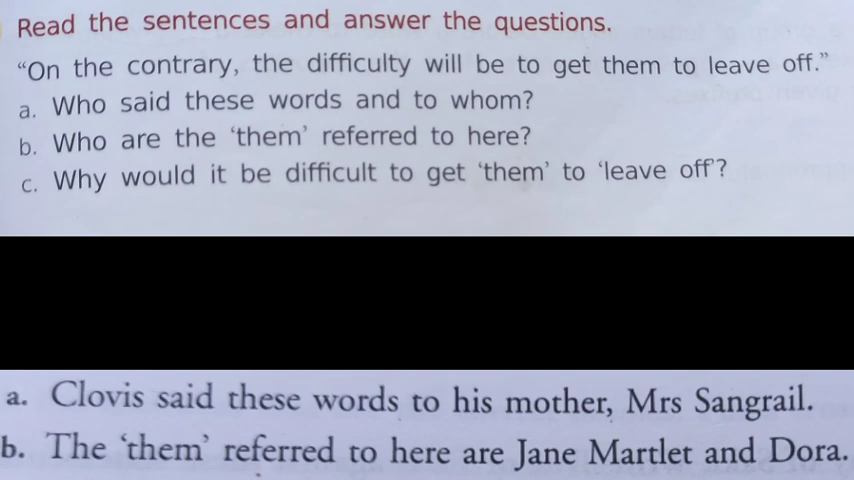 Read the sentences and answer the questions.
“On the contrary, the difficulty will be to get them to leave off.”
a. Who said these words and to whom?
b. Who are the ‘them’ referred to here?
c. Why would it be difficult to get ‘them’ to ‘leave off’?
a. Clovis said these words to his mother, Mrs Sangrail.
b. The ‘them’ referred to here are Jane Martlet and Dora.